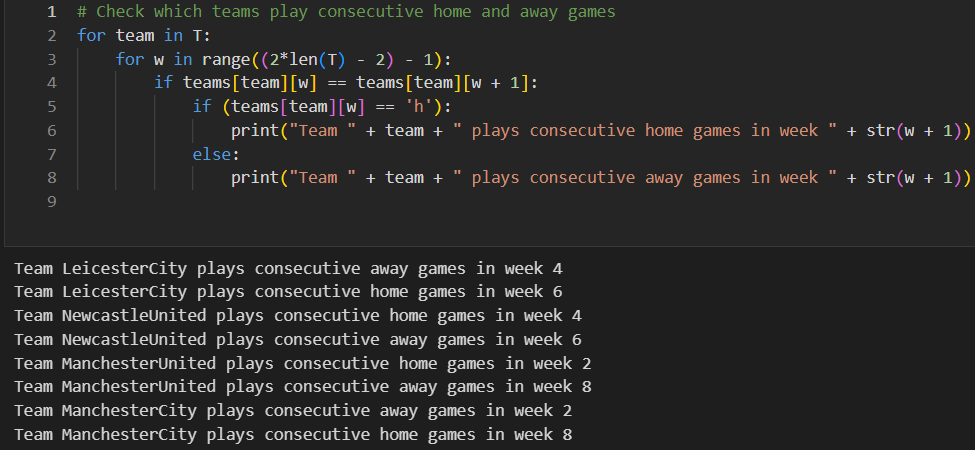 1 # Check which teams play consecutive home and away games
2 for team in T:
3     for w in range((2*len(T) - 2) - 1):
4         if teams[team][w] == teams[team][w + 1]:
5             if (teams[team][w] == 'h'):
6                 print("Team " + team + " plays consecutive home games in week " + str(w + 1))
7             else:
8                 print("Team " + team + " plays consecutive away games in week " + str(w + 1))
9
Team LeicesterCity plays consecutive away games in week 4
Team LeicesterCity plays consecutive home games in week 6
Team NewcastleUnited plays consecutive home games in week 4
Team NewcastleUnited plays consecutive away games in week 6
Team ManchesterUnited plays consecutive home games in week 2
Team ManchesterUnited plays consecutive away games in week 8
Team ManchesterCity plays consecutive away games in week 2
Team ManchesterCity plays consecutive home games in week 8